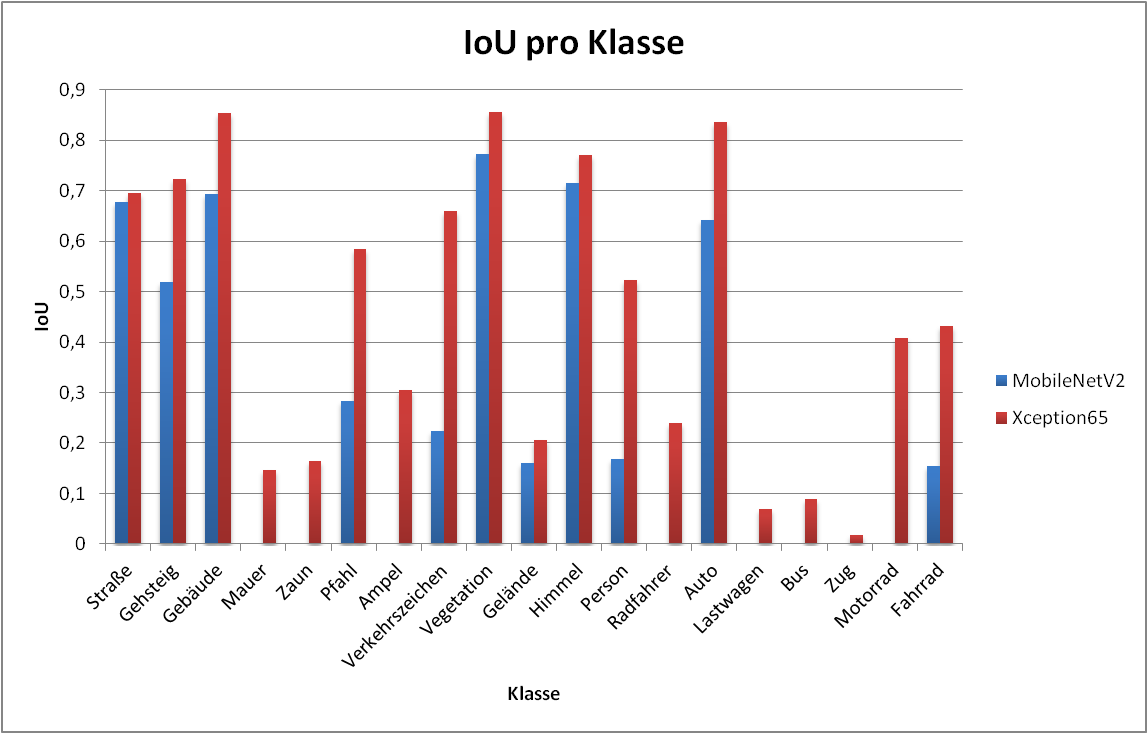 IoU pro Klasse
0,9
0,8
0,7
0,6
0,5
0,4
0,3
0,2
0,1
0
IoU
Straße
Gehsteig
Gebäude
Mauer
Zaun
Pfahl
Ampel
Verkehrszeichen
Vegetation
Gelände
Himmel
Person
Radfahrer
Auto
Lastwagen
Bus
Zug
Motorrad
Fahrrad
Klasse
MobileNetV2
Xception65